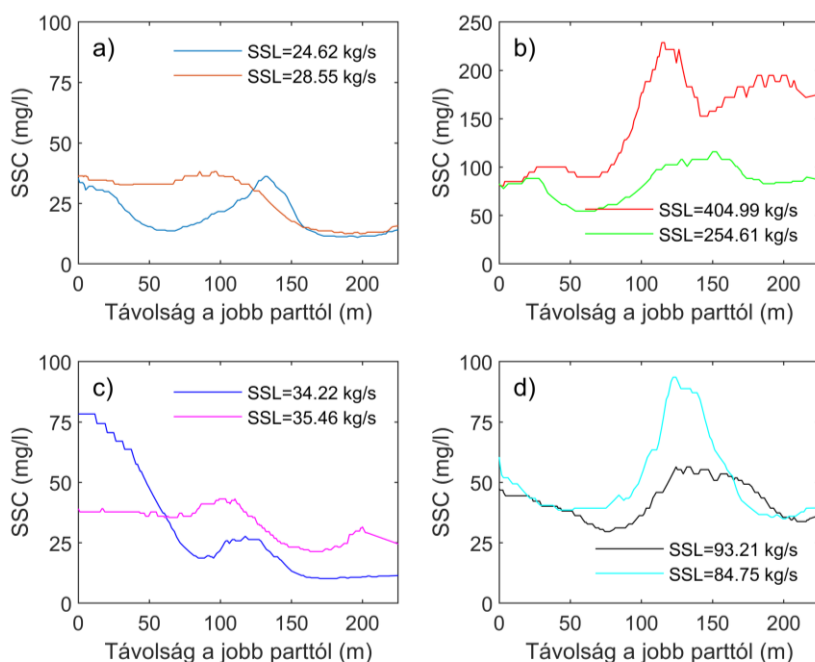 a)
SSL=24.62 kg/s
SSL=28.55 kg/s
100
75
50
25
0
SSC (mg/l)
0 50 100 150 200
Távolság a jobb parttól (m)
b)
SSL=404.99 kg/s
SSL=254.61 kg/s
250
200
150
100
50
0
SSC (mg/l)
0 50 100 150 200
Távolság a jobb parttól (m)
c)
SSL=34.22 kg/s
SSL=35.46 kg/s
100
75
50
25
0
SSC (mg/l)
0 50 100 150 200
Távolság a jobb parttól (m)
d)
SSL=93.21 kg/s
SSL=84.75 kg/s
100
75
50
25
0
SSC (mg/l)
0 50 100 150 200
Távolság a jobb parttól (m)